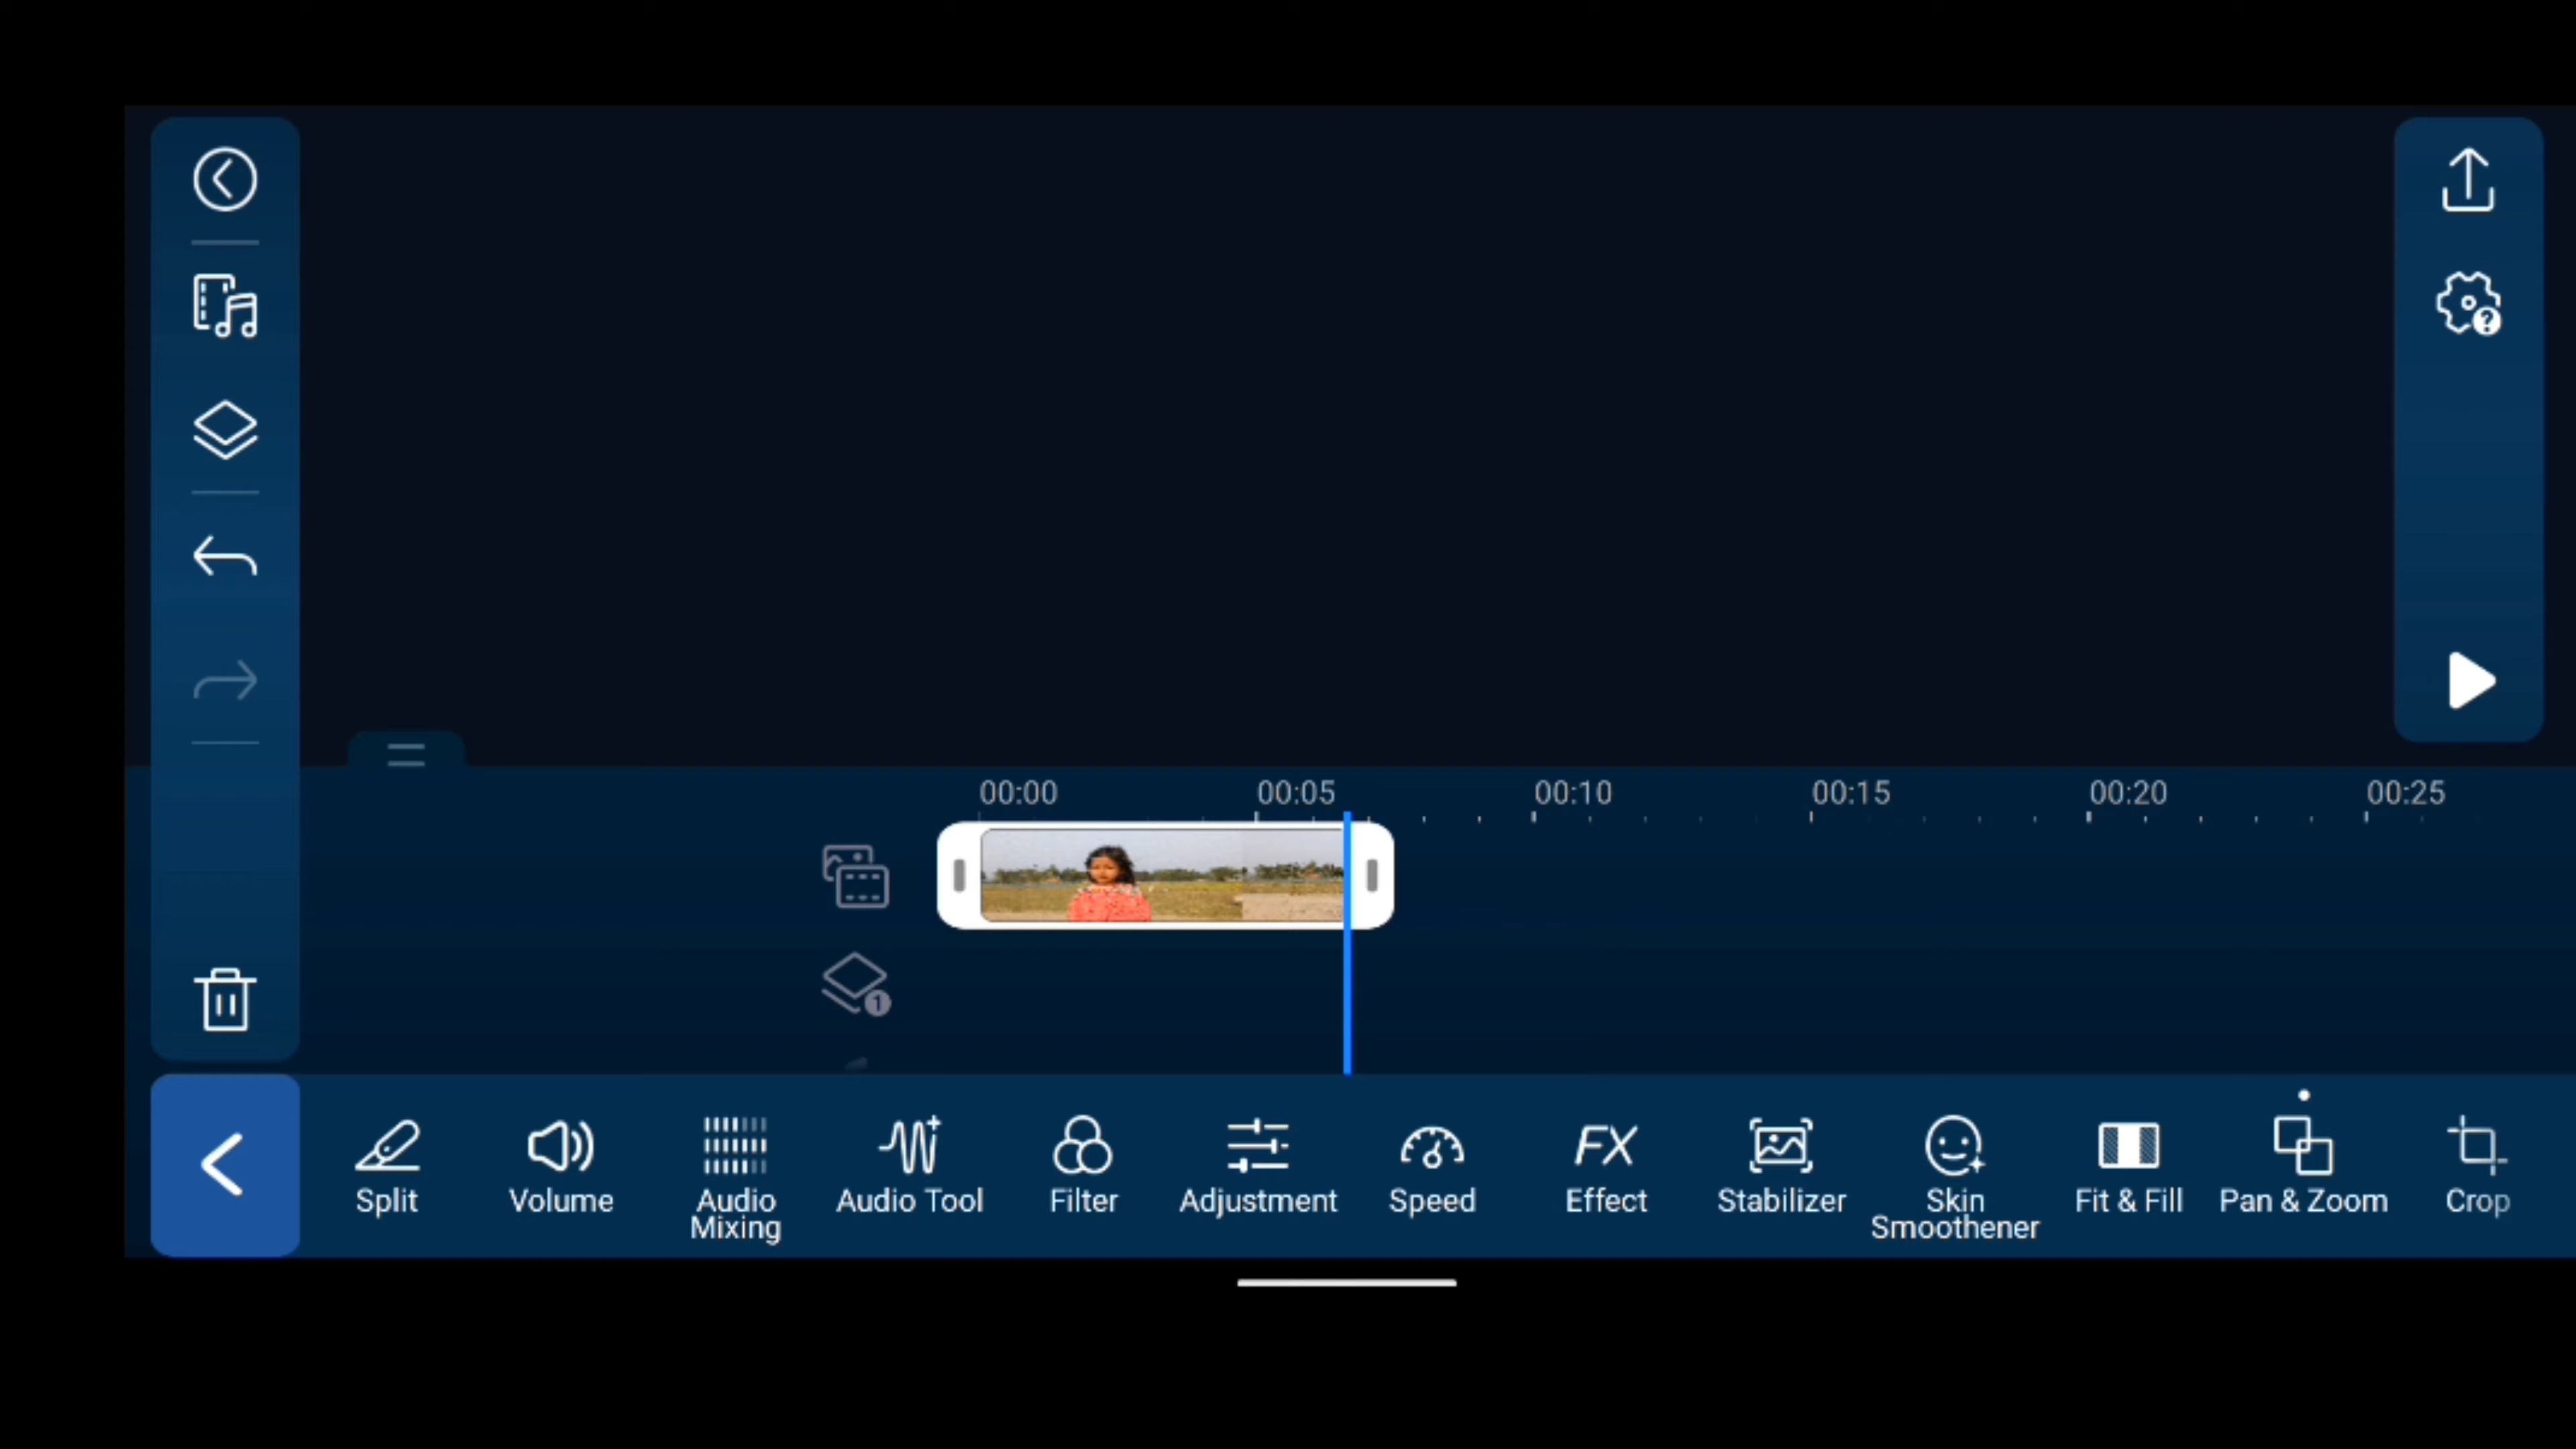 00:00 00:05 00:10 00:15 00:20 00:25
1
Split Volume Audio Mixing Audio Tool Filter Adjustment Speed FX Effect Stabilizer Skin Smoothener Fit & Fill Pan & Zoom Crop